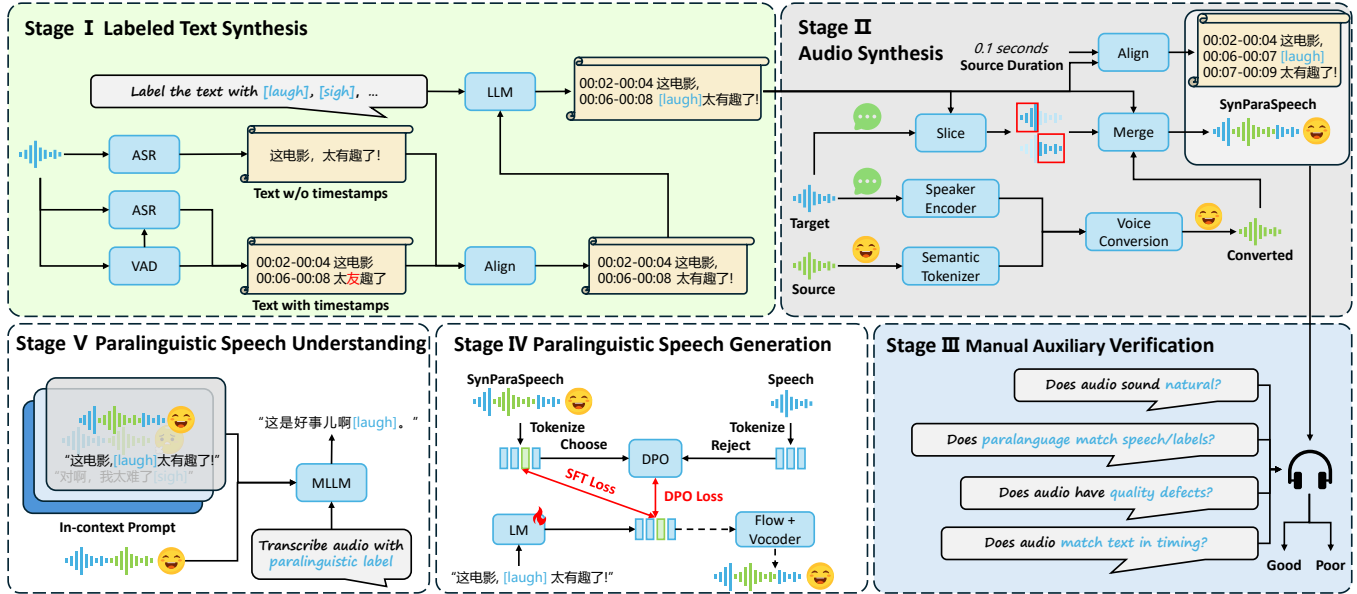 Stage Ⅰ Labeled Text Synthesis
Label the text with [laugh], [sigh], …
LLM
00:02-00:04 这电影,
00:06-00:08 [laugh]太有趣了!
ASR
这电影，太有趣了!
Text w/o timestamps
ASR
VAD
00:02-00:04 这电影
00:06-00:08 太友趣了
Text with timestamps
Align
00:02-00:04 这电影,
00:06-00:08 太有趣了!
Stage Ⅱ
Audio Synthesis
0.1 seconds
Source Duration
Align
00:02-00:04 这电影,
00:06-00:07 [laugh]
00:07-00:09 太有趣了!
SynParaSpeech
Slice
Merge
Target
Speaker
Encoder
Voice
Conversion
Converted
Source
Semantic
Tokenizer
Stage Ⅴ Paralinguistic Speech Understanding
“这电影,[laugh]太有趣了!”
“对啊，我太难了[sigh]”
In-context Prompt
“这是好事儿啊[laugh]。”
MLLM
Transcribe audio with
paralinguistic label
Stage Ⅳ Paralinguistic Speech Generation
SynParaSpeech
Speech
Tokenize
Tokenize
Choose
DPO
Reject
SFT Loss
DPO Loss
LM
Flow +
Vocoder
“这电影, [laugh] 太有趣了!”
Stage Ⅲ Manual Auxiliary Verification
Does audio sound natural?
Does paralanguage match speech/labels?
Does audio have quality defects?
Does audio match text in timing?
Good
Poor